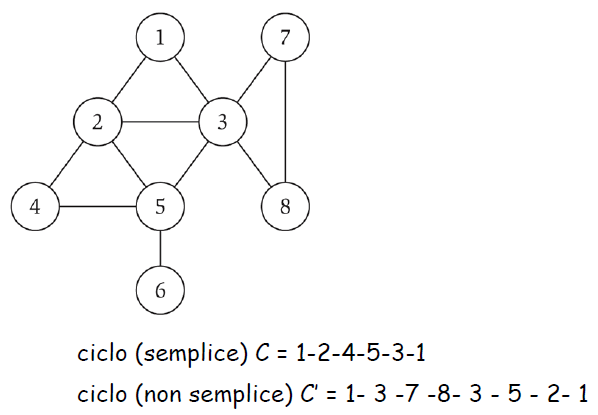 1 7
2 3
4 5 8
6
ciclo (semplice) C = 1-2-4-5-3-1
ciclo (non semplice) C' = 1- 3 -7 -8- 3 - 5 - 2- 1